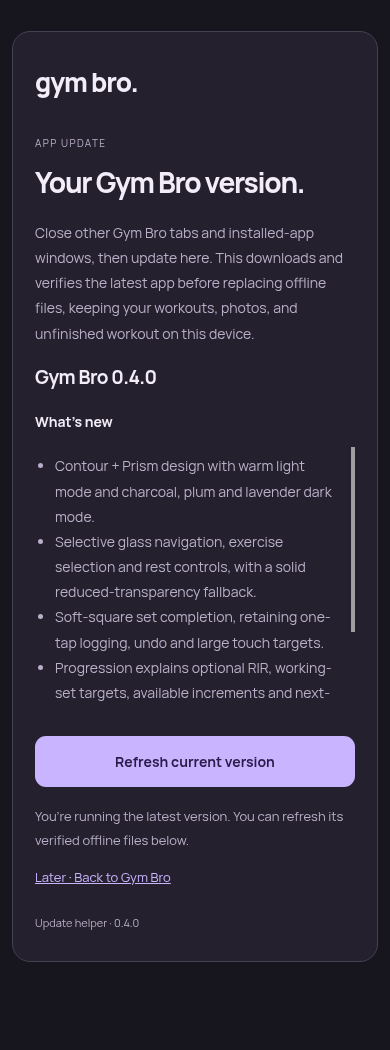 gym bro.
APP UPDATE
Your Gym Bro version.
Close other Gym Bro tabs and installed-app
windows, then update here. This downloads and
verifies the latest app before replacing offline
files, keeping your workouts, photos, and
unfinished workout on this device.
Gym Bro 0.4.0
What's new
• Contour + Prism design with warm light
mode and charcoal, plum and lavender dark
mode.
• Selective glass navigation, exercise
selection and rest controls, with a solid
reduced-transparency fallback.
• Soft-square set completion, retaining one-
tap logging, undo and large touch targets.
• Progression explains optional RIR, working-
set targets, available increments and next-
Refresh current version
You're running the latest version. You can refresh its
verified offline files below.
Later · Back to Gym Bro
Update helper · 0.4.0